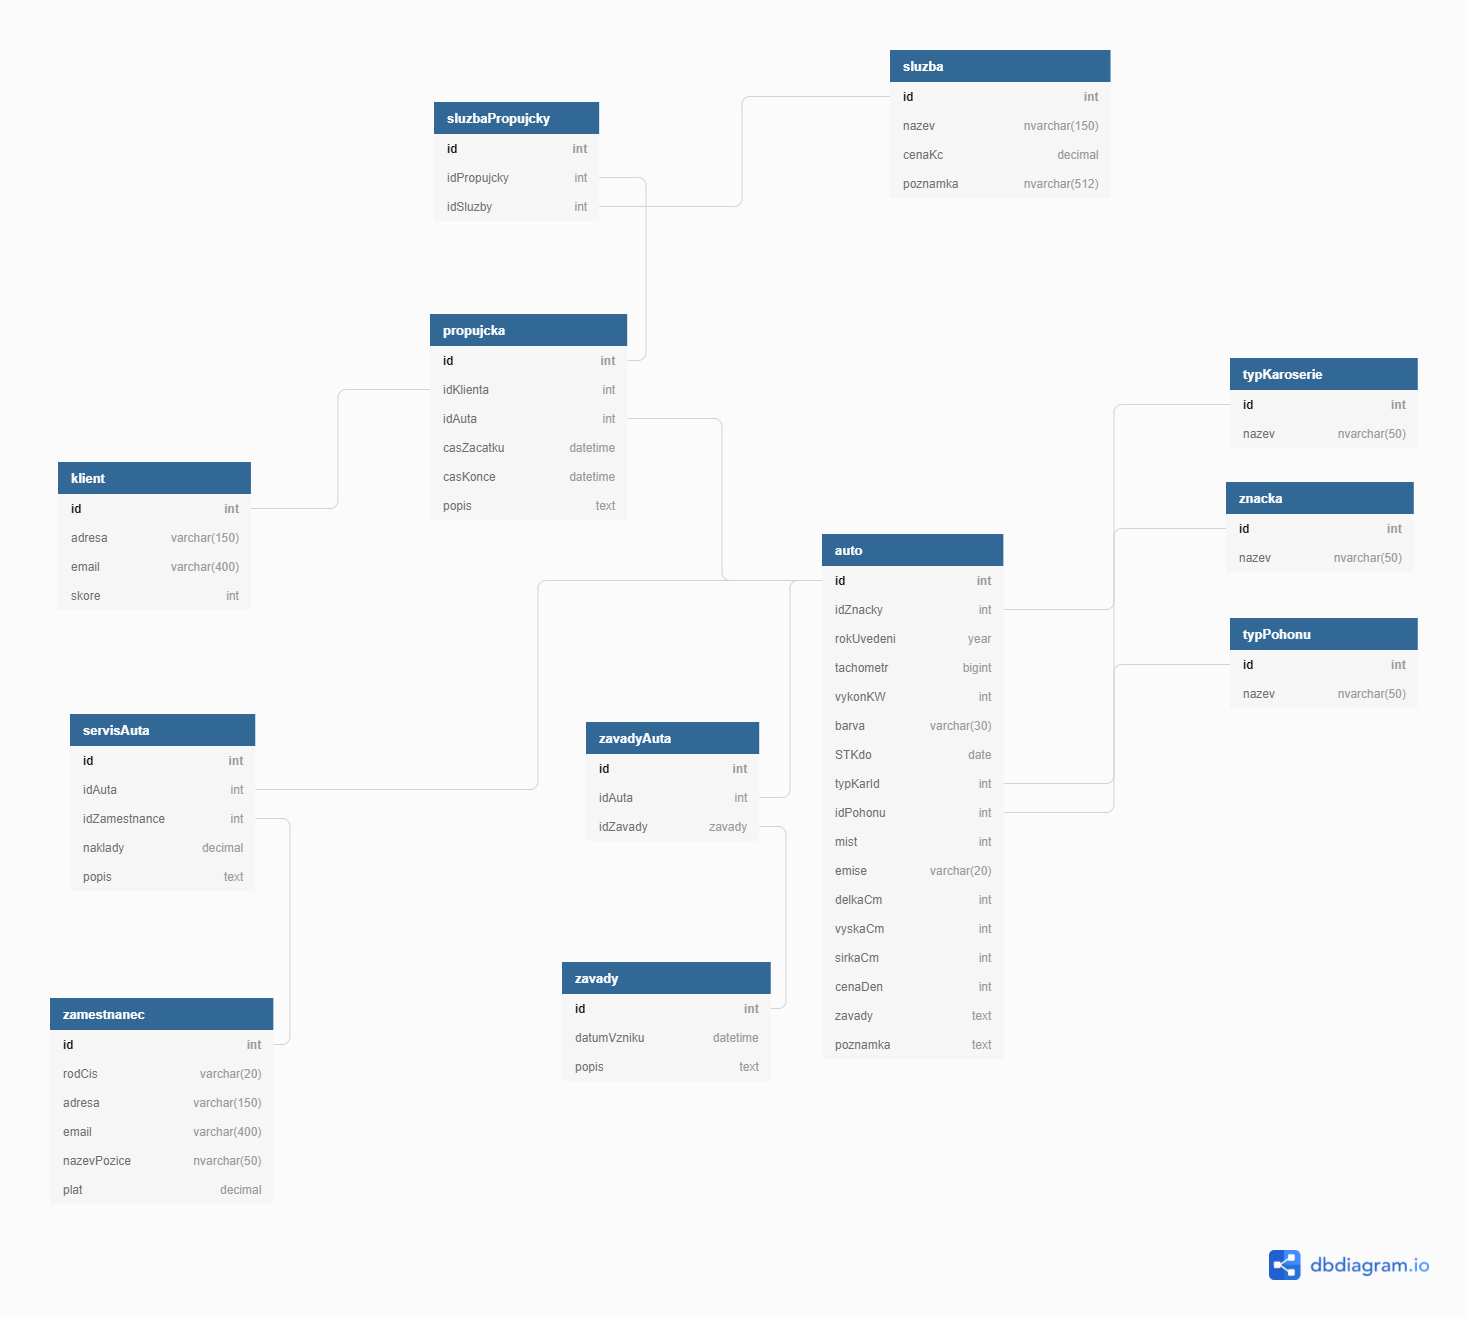 sluzba
id int
nazev nvarchar(150)
cenaKc decimal
poznamka nvarchar(512)
sluzbaPropujcky
id int
idPropujcky int
idSluzby int
propujcka
id int
idKlienta int
idAuta int
casZacatku datetime
casKonce datetime
popis text
typKaroserie
id int
nazev nvarchar(50)
klient
id int
adresa varchar(150)
email varchar(400)
skore int
znacka
id int
nazev nvarchar(50)
auto
id int
idZnacky int
rokUvedeni year
tachometr bigint
vykonKW int
barva varchar(30)
STKdo date
typKarId int
idPohonu int
mist int
emise varchar(20)
delkaCm int
vyskaCm int
sirkaCm int
cenaDen int
zavady text
poznamka text
typPohonu
id int
nazev nvarchar(50)
servisAuta
id int
idAuta int
idZamestnance int
naklady decimal
popis text
zavadyAuta
id int
idAuta int
idZavady zavady
zavady
id int
datumVzniku datetime
popis text
zamestnanec
id int
rodCis varchar(20)
adresa varchar(150)
email varchar(400)
nazevPozice nvarchar(50)
plat decimal
dbdiagram.io